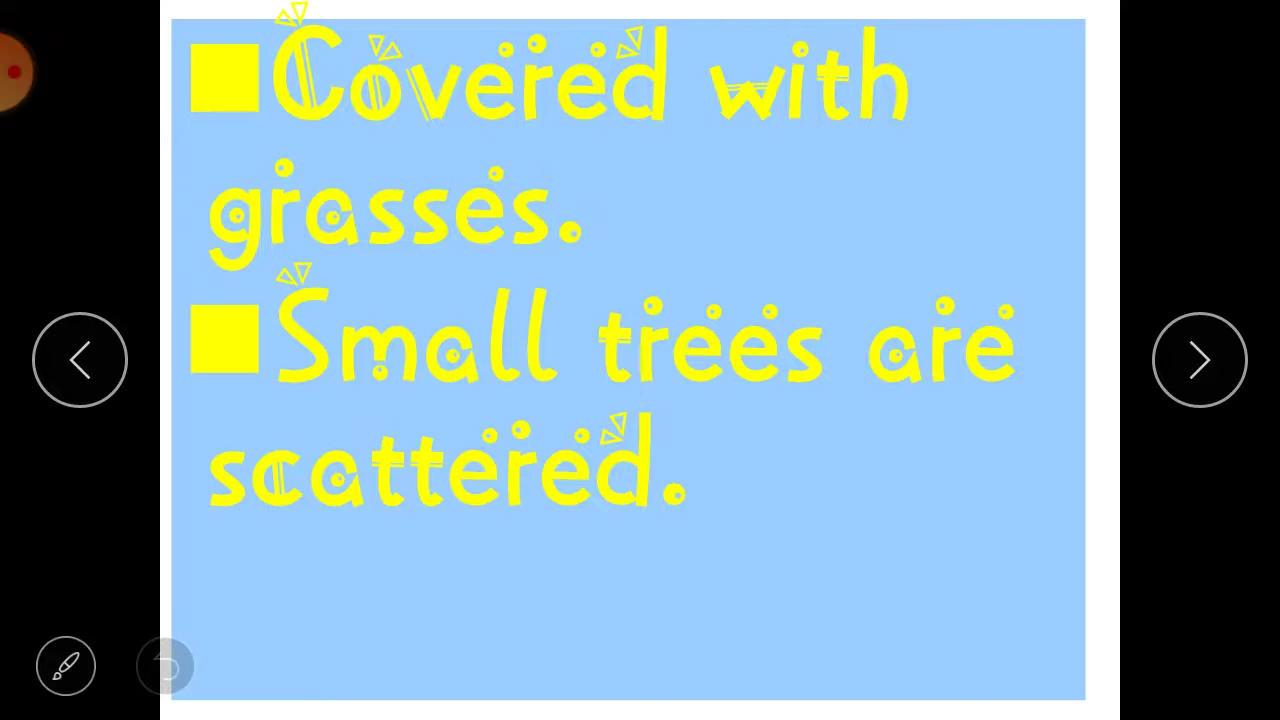 ■Covered with
grasses.
■Small trees are
scattered.